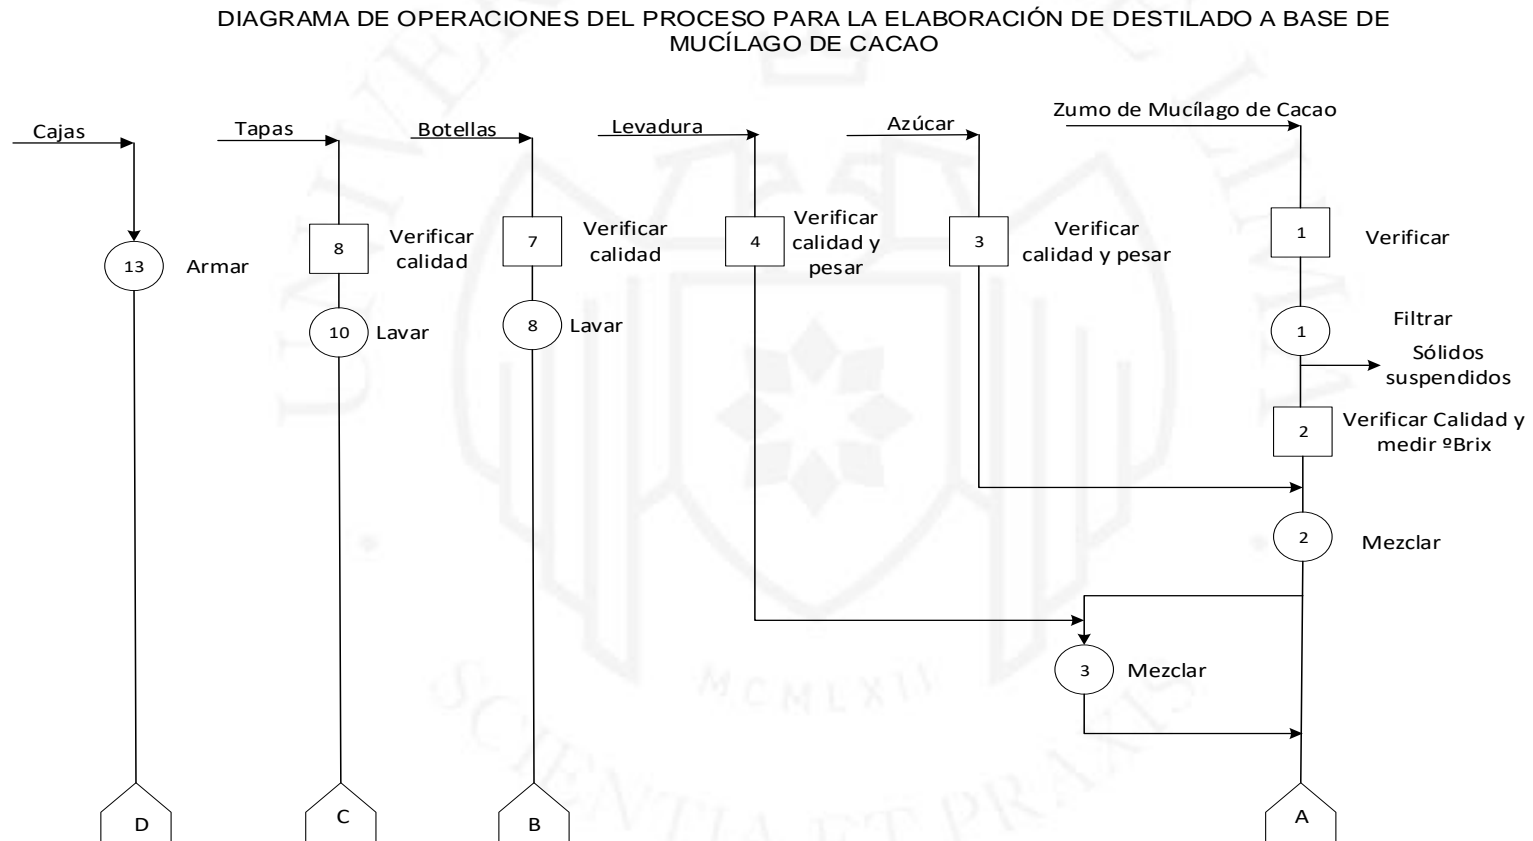 DIAGRAMA DE OPERACIONES DEL PROCESO PARA LA ELABORACIÓN DE DESTILADO A BASE DE
MUCÍLAGO DE CACAO
Cajas
Tapas
Botellas
Levadura
Azúcar
Zumo de Mucílago de Cacao
13
Armar
8
Verificar
calidad
10
Lavar
7
Verificar
calidad
8
Lavar
4
Verificar
calidad y
pesar
3
Verificar
calidad y pesar
1
Verificar
1
Filtrar
Sólidos
suspendidos
2
Verificar Calidad y
medir ºBrix
2
Mezclar
3
Mezclar
D
C
B
A
MCMLXII
SCIENTIA ET PRAXIS